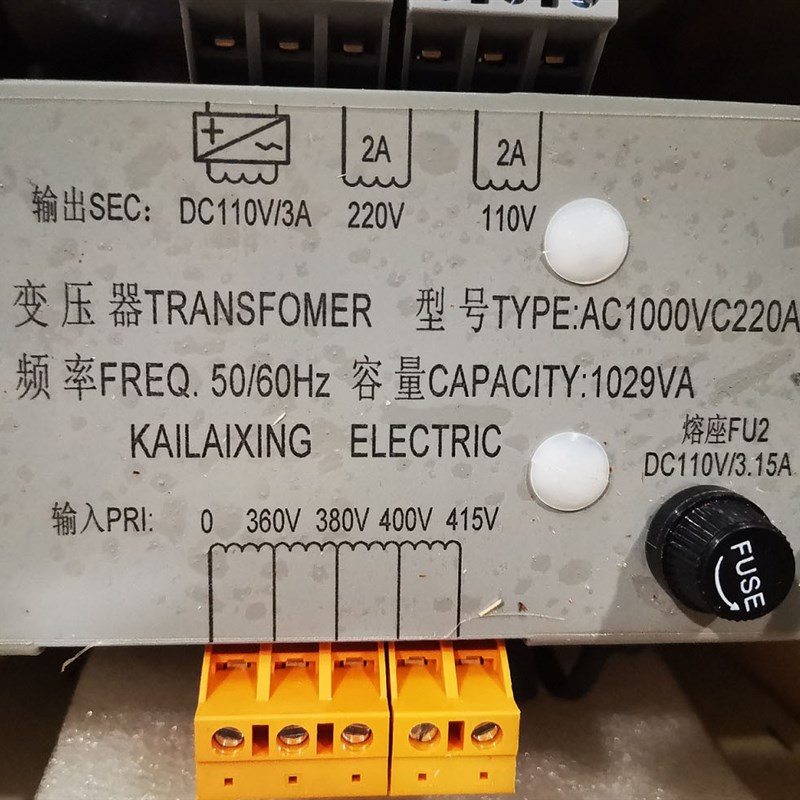 + ~ 2A 2A
输出SEC: DC110V/3A 220V 110V
变压器TRANSFOMER 型号TYPE:AC1000VC220A
频率FREQ. 50/60Hz 容量CAPACITY:1029VA
KAILAIXING ELECTRIC
熔座FU2
DC110V/3.15A
输入PRI: 0 360V 380V 400V 415V
FUSE